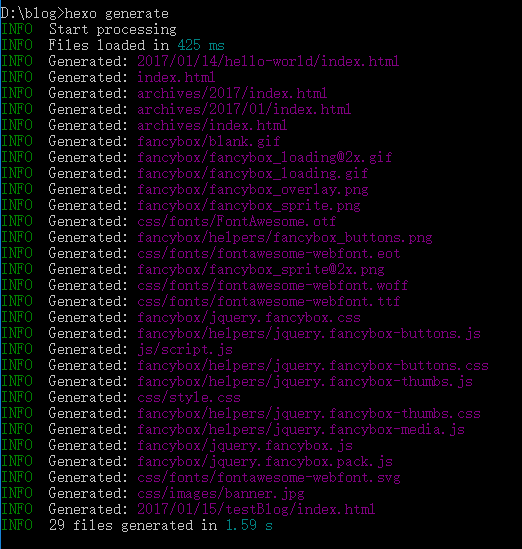 D:\blog>hexo generate
INFO  Start processing
INFO  Files loaded in 425 ms
INFO  Generated: 2017/01/14/hello-world/index.html
INFO  Generated: index.html
INFO  Generated: archives/2017/index.html
INFO  Generated: archives/2017/01/index.html
INFO  Generated: archives/index.html
INFO  Generated: fancybox/blank.gif
INFO  Generated: fancybox/fancybox_loading@2x.gif
INFO  Generated: fancybox/fancybox_loading.gif
INFO  Generated: fancybox/fancybox_overlay.png
INFO  Generated: fancybox/fancybox_sprite.png
INFO  Generated: css/fonts/FontAwesome.otf
INFO  Generated: fancybox/helpers/fancybox_buttons.png
INFO  Generated: css/fonts/fontawesome-webfont.eot
INFO  Generated: fancybox/fancybox_sprite@2x.png
INFO  Generated: css/fonts/fontawesome-webfont.woff
INFO  Generated: css/fonts/fontawesome-webfont.ttf
INFO  Generated: fancybox/jquery.fancybox.css
INFO  Generated: fancybox/helpers/jquery.fancybox-buttons.js
INFO  Generated: js/script.js
INFO  Generated: fancybox/helpers/jquery.fancybox-buttons.css
INFO  Generated: fancybox/helpers/jquery.fancybox-thumbs.js
INFO  Generated: css/style.css
INFO  Generated: fancybox/helpers/jquery.fancybox-thumbs.css
INFO  Generated: fancybox/helpers/jquery.fancybox-media.js
INFO  Generated: fancybox/jquery.fancybox.js
INFO  Generated: fancybox/jquery.fancybox.pack.js
INFO  Generated: css/fonts/fontawesome-webfont.svg
INFO  Generated: css/images/banner.jpg
INFO  Generated: 2017/01/15/testBlog/index.html
INFO  29 files generated in 1.59 s